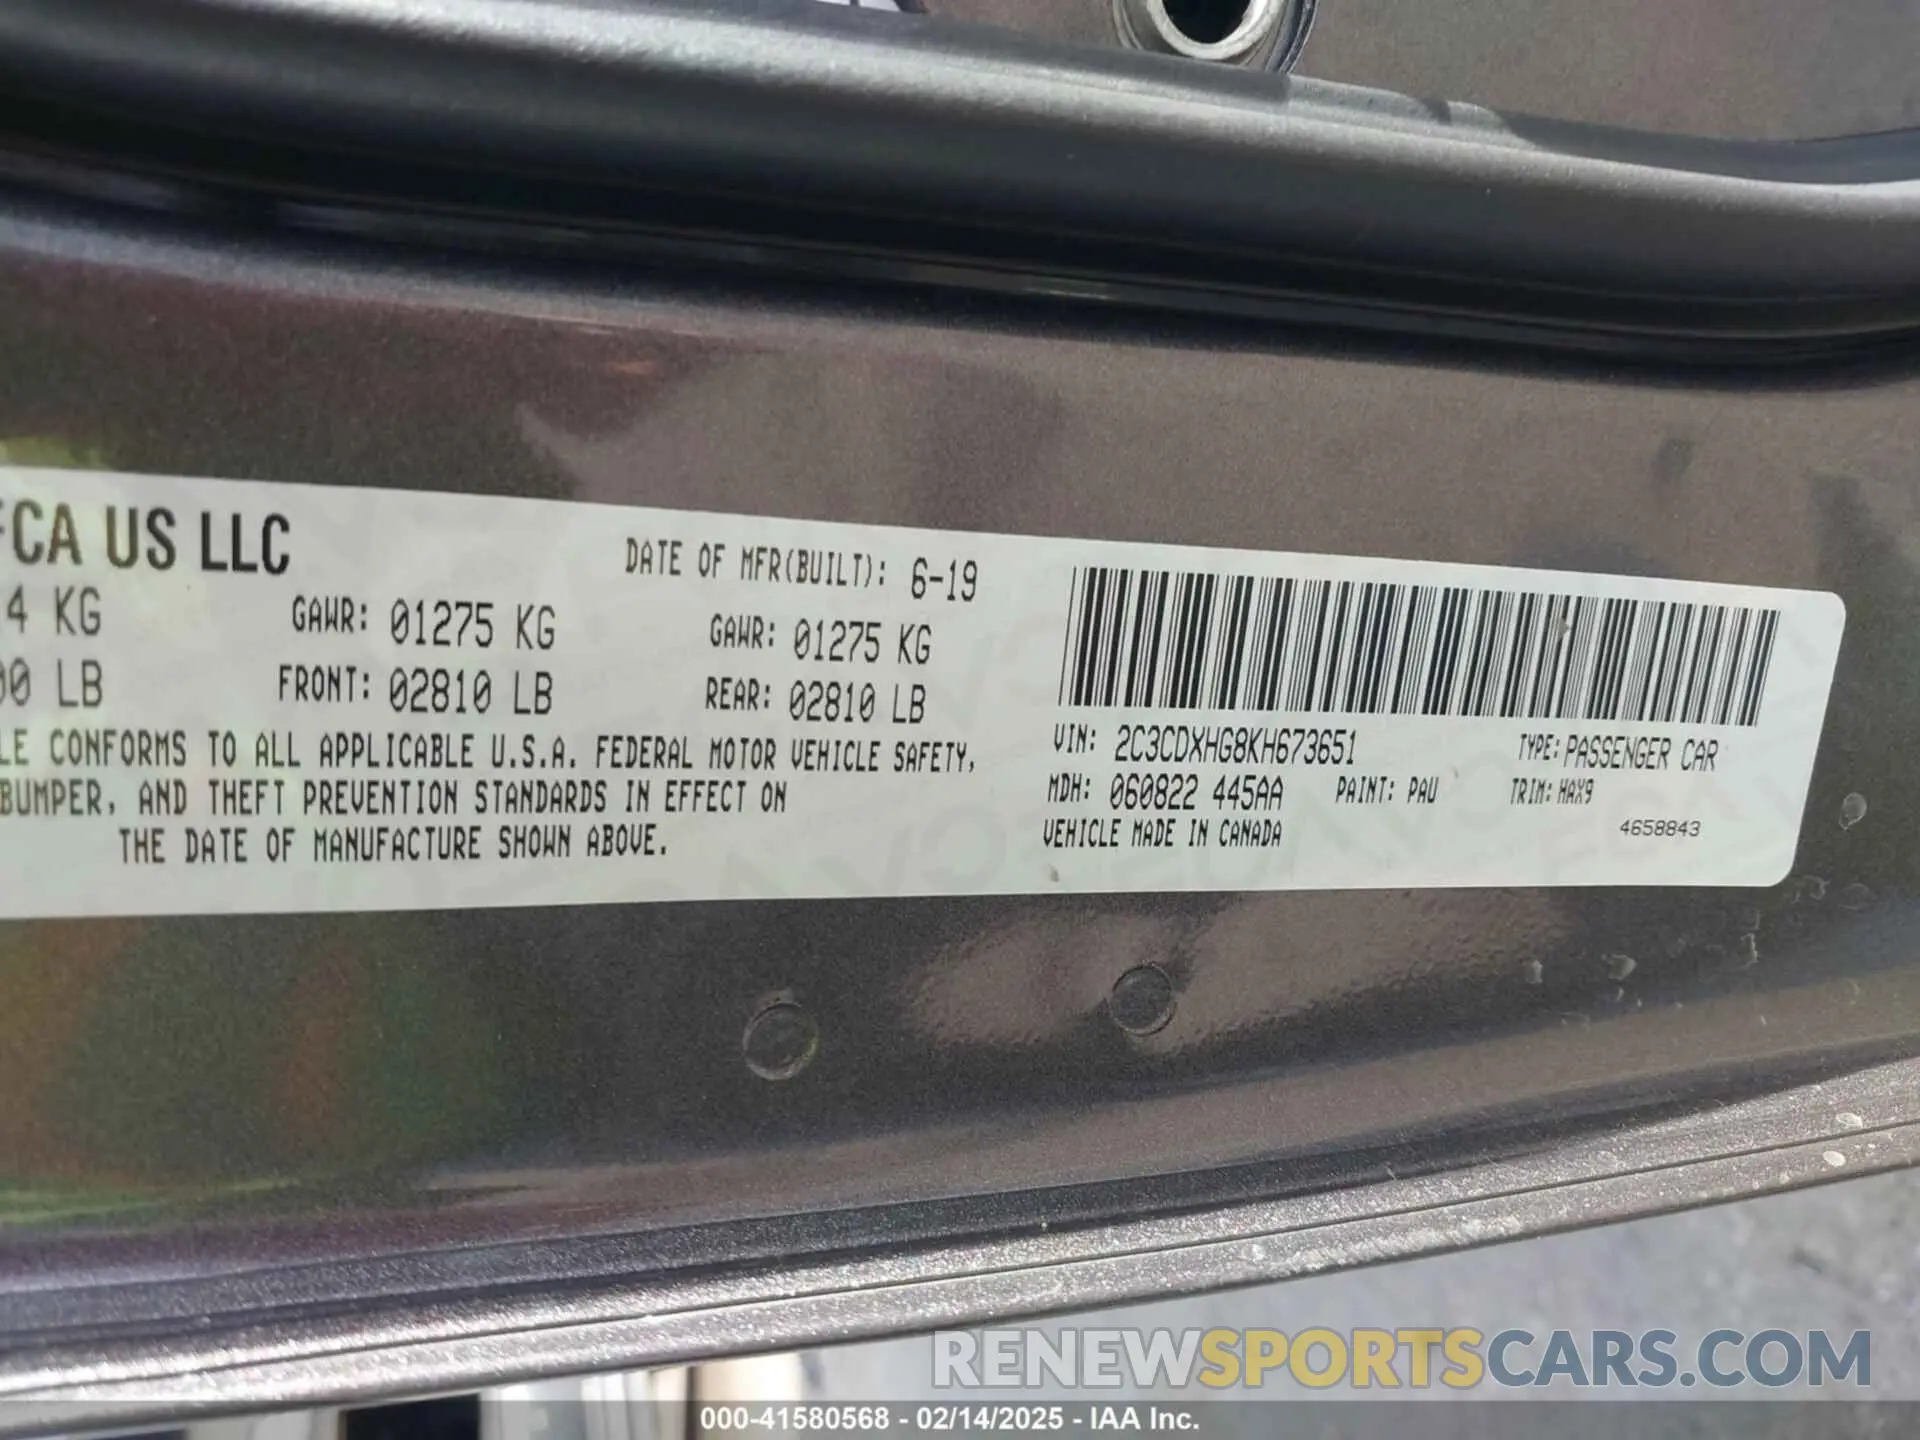 FCA US LLC
DATE OF MFR(BUILT): 6-19
4 KG GAWR: 01275 KG GAWR: 01275 KG
00 LB FRONT: 02810 LB REAR: 02810 LB
LE CONFORMS TO ALL APPLICABLE U.S.A. FEDERAL MOTOR VEHICLE SAFETY,
BUMPER, AND THEFT PREVENTION STANDARDS IN EFFECT ON
THE DATE OF MANUFACTURE SHOWN ABOVE.
VIN: 2C3CDXHG8KH673651 TYPE: PASSENGER CAR
MDH: 060822 445AA PAINT: PAU TRIM: HAX9
VEHICLE MADE IN CANADA 4658843
RENEWSPORTSCARS.COM
000-41580568 - 02/14/2025 - IAA Inc.